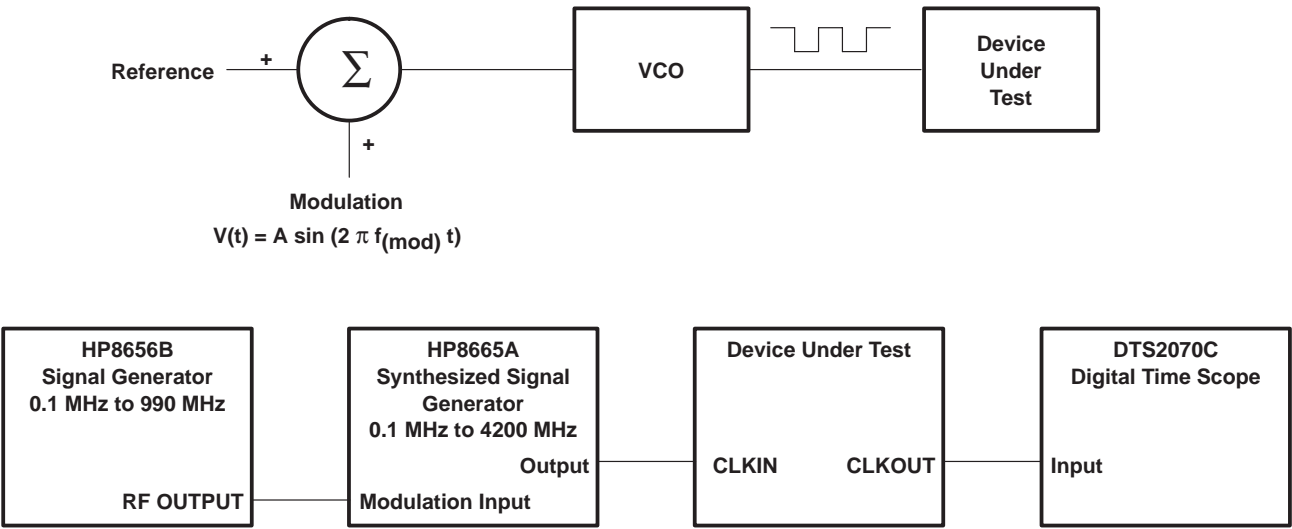 Reference
+
Σ
+
VCO
Device
Under
Test
Modulation
V(t) = A sin (2 π f(mod) t)
HP8656B
Signal Generator
0.1 MHz to 990 MHz
RF OUTPUT
HP8665A
Synthesized Signal
Generator
0.1 MHz to 4200 MHz
Output
Modulation Input
Device Under Test
CLKIN
CLKOUT
DTS2070C
Digital Time Scope
Input